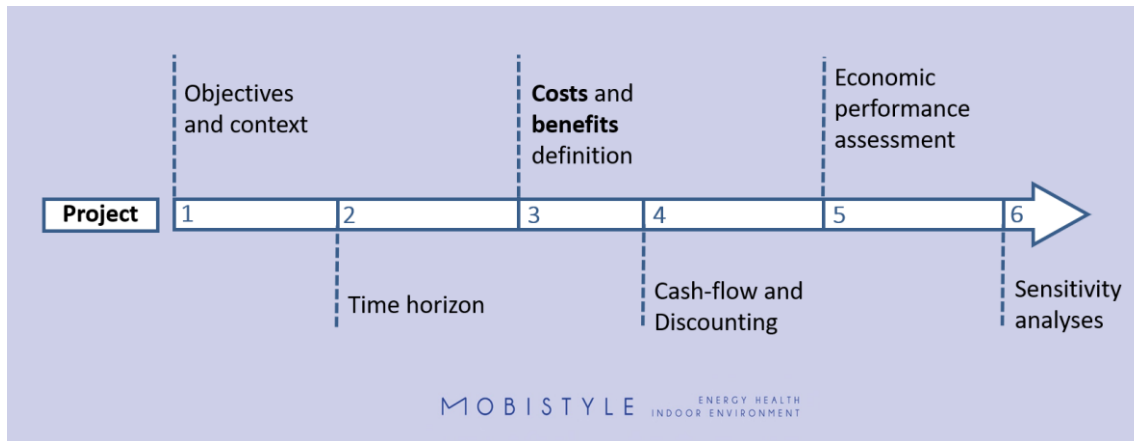 Objectives
and context
Costs and
benefits
definition
Economic
performance
assessment
Project
1
2
3
4
5
6
Time horizon
Cash-flow and
Discounting
Sensitivity
analyses
MOBISTYLE
ENERGY HEALTH
INDOOR ENVIRONMENT